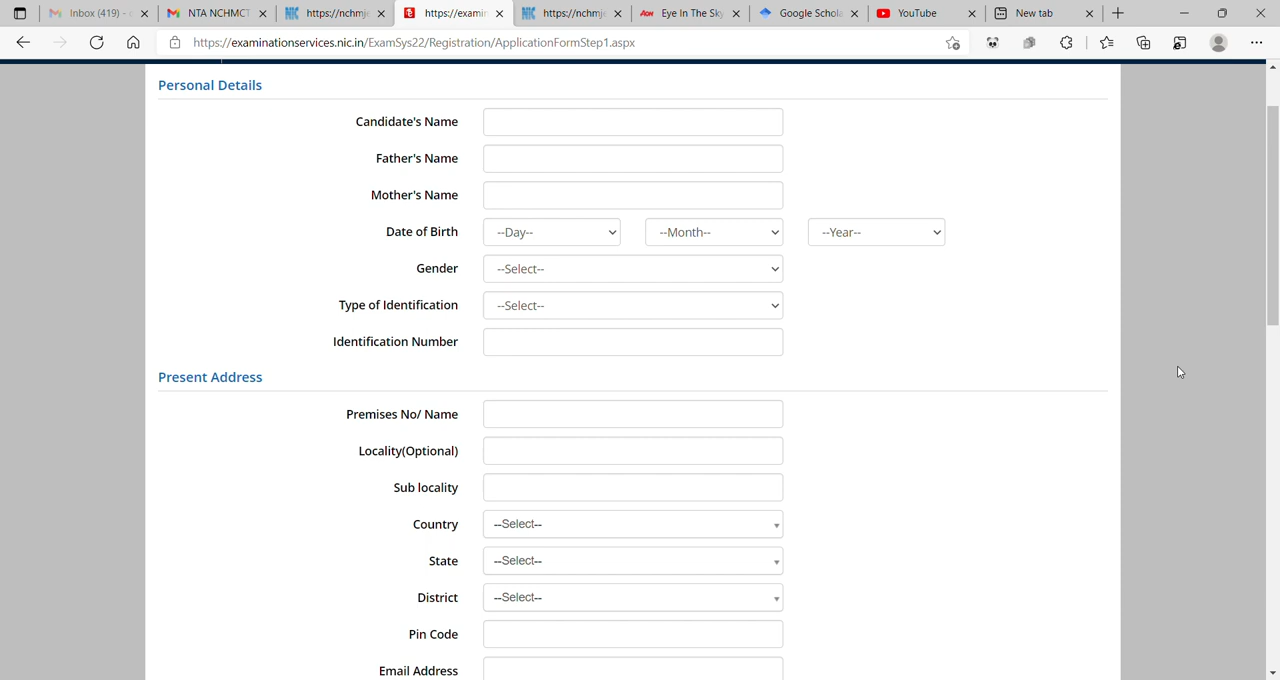 Inbox (419) -
NTA NCHMCT
https://nchmje
https://examin
https://nchmje
AON Eye In The Sky
Google Schola
YouTube
New tab
https://examinationservices.nic.in/ExamSys22/Registration/ApplicationFormStep1.aspx
Personal Details
Candidate's Name
Father's Name
Mother's Name
Date of Birth --Day-- --Month-- --Year--
Gender --Select--
Type of Identification --Select--
Identification Number
Present Address
Premises No/ Name
Locality(Optional)
Sub locality
Country --Select--
State --Select--
District --Select--
Pin Code
Email Address